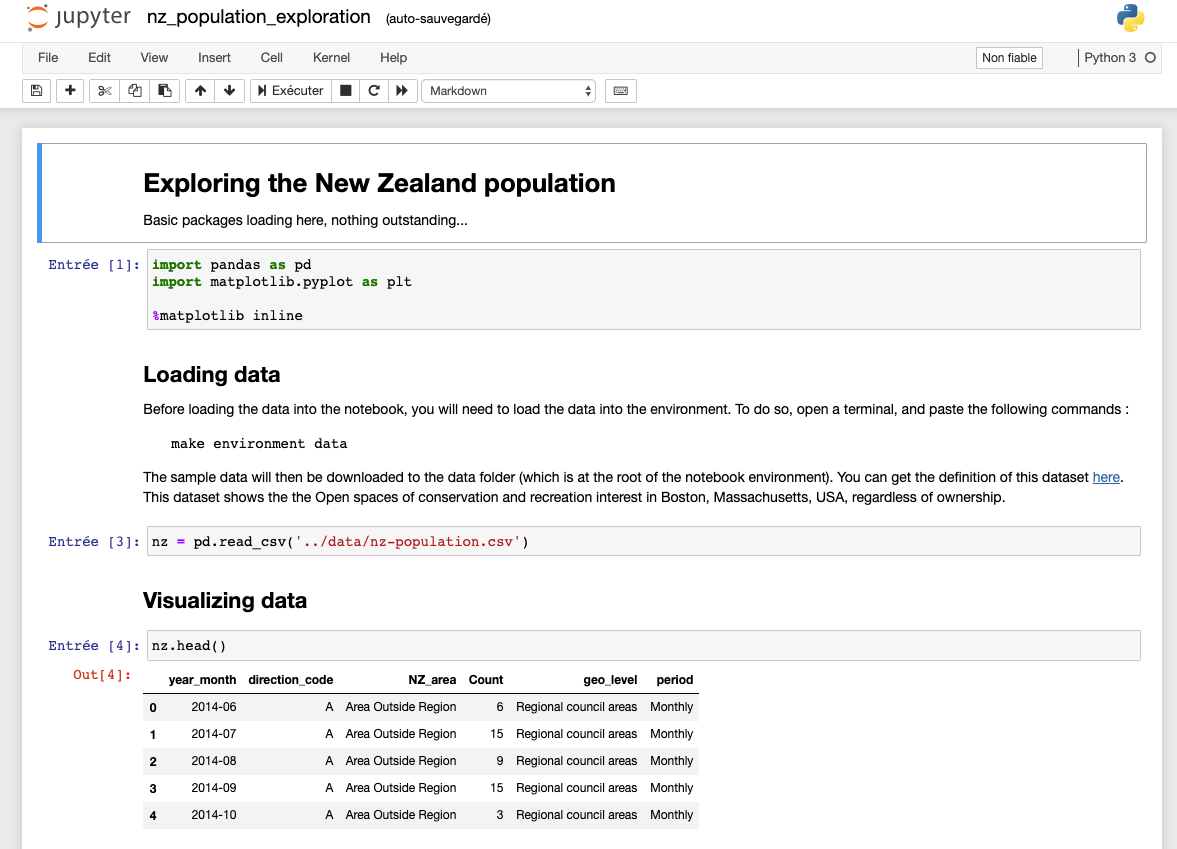 jupyter nz_population_exploration (auto-sauvegardé)
File Edit View Insert Cell Kernel Help Non fiable Python 3
Exécuter Markdown
Exploring the New Zealand population
Basic packages loading here, nothing outstanding...
Entrée [1]: import pandas as pd
import matplotlib.pyplot as plt
%matplotlib inline
Loading data
Before loading the data into the notebook, you will need to load the data into the environment. To do so, open a terminal, and paste the following commands :
make environment data
The sample data will then be downloaded to the data folder (which is at the root of the notebook environment). You can get the definition of this dataset here.
This dataset shows the the Open spaces of conservation and recreation interest in Boston, Massachusetts, USA, regardless of ownership.
Entrée [3]: nz = pd.read_csv('../data/nz-population.csv')
Visualizing data
Entrée [4]: nz.head()
Out[4]:
year_month direction_code NZ_area Count geo_level period
0 2014-06 A Area Outside Region 6 Regional council areas Monthly
1 2014-07 A Area Outside Region 15 Regional council areas Monthly
2 2014-08 A Area Outside Region 9 Regional council areas Monthly
3 2014-09 A Area Outside Region 15 Regional council areas Monthly
4 2014-10 A Area Outside Region 3 Regional council areas Monthly